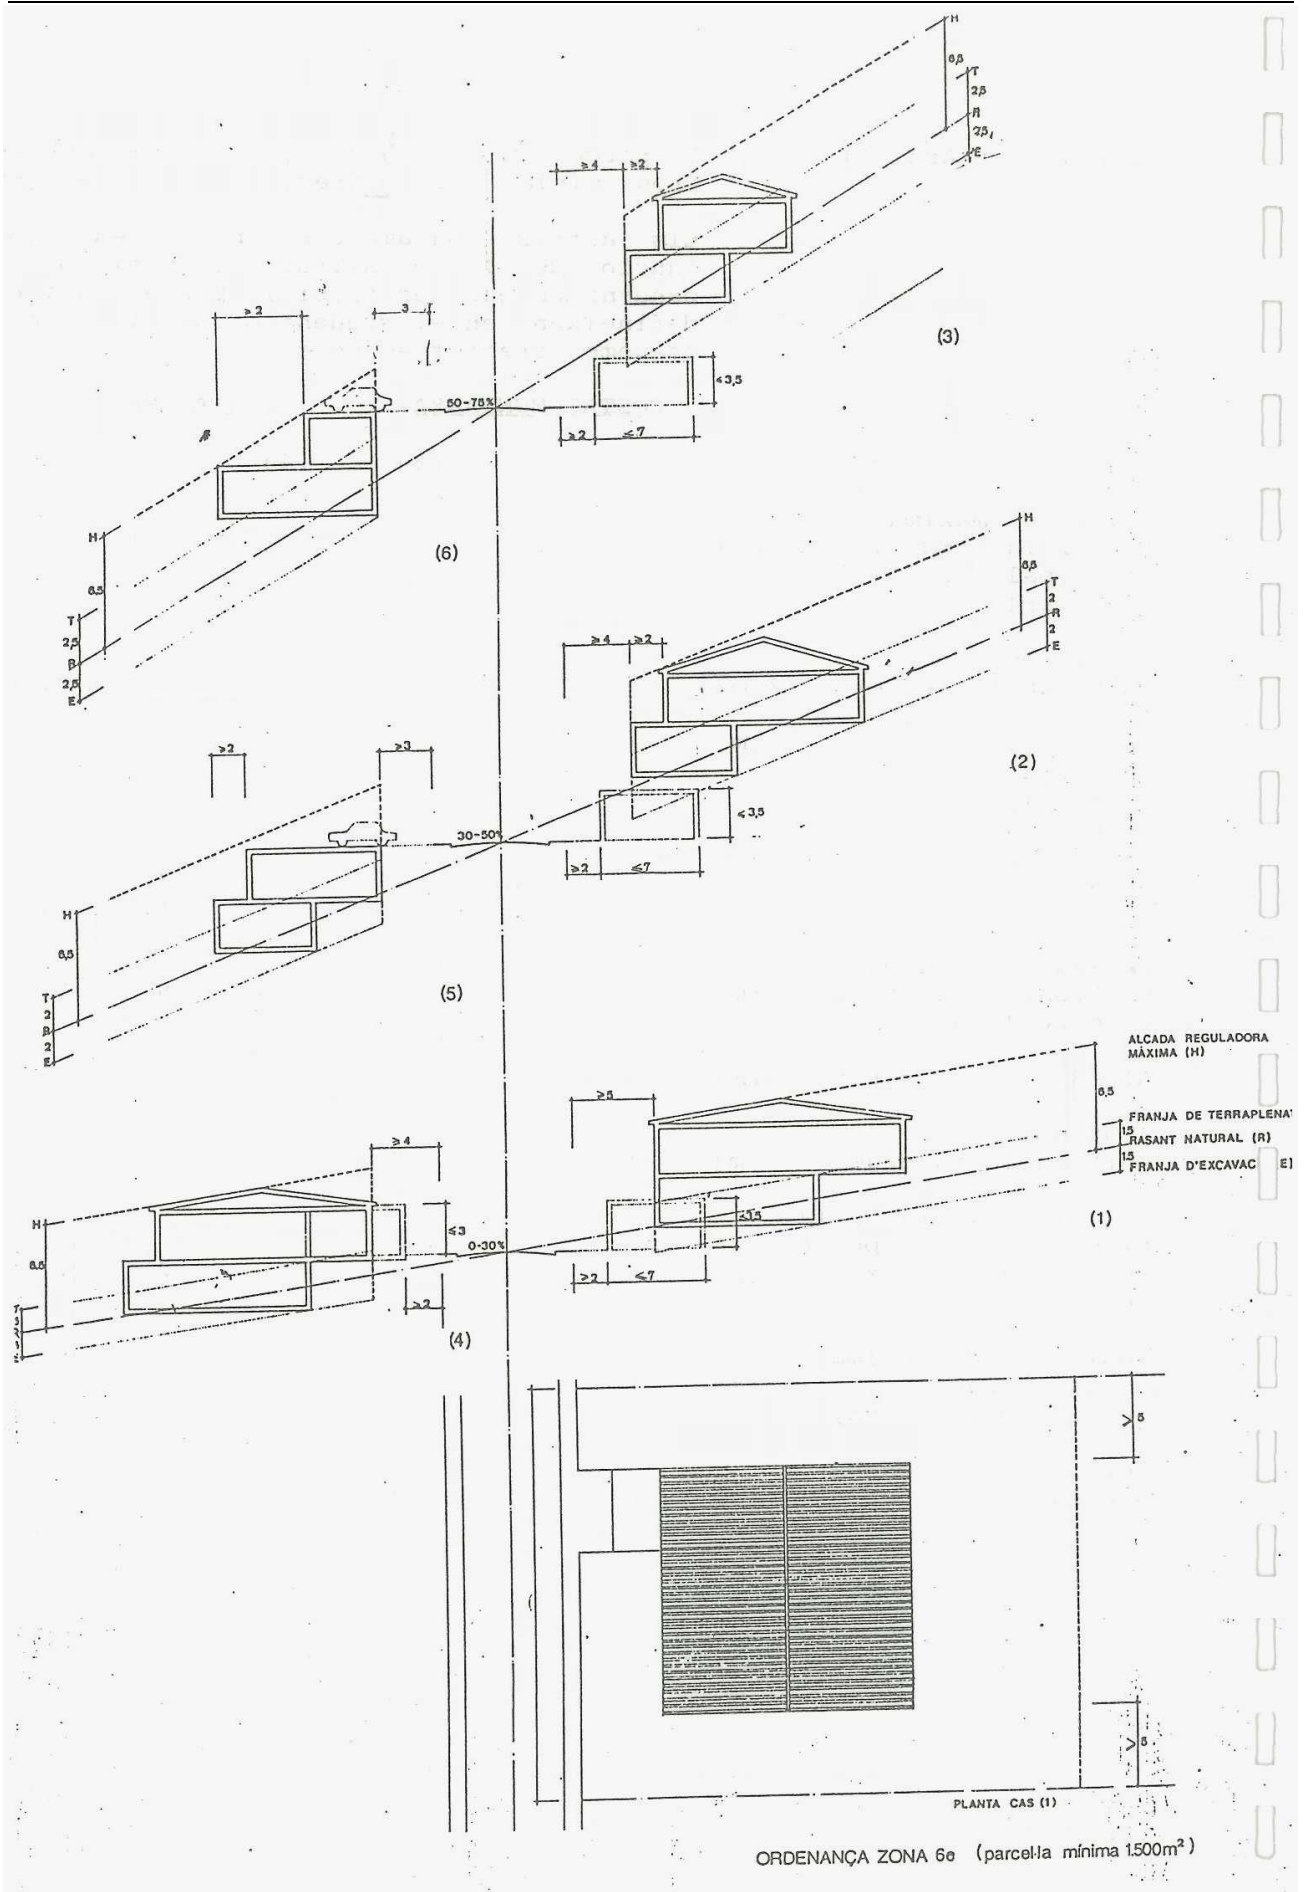 H
6,5
T
2,5
R
2,5
E
≥4 ≥2
≥2
3
(3)
≤3,5
50-75%
≥2 ≤7
H
6,5
(6)
T
2,5
R
2,5
E
H
6,5
T
2
R
2
E
≥4 ≥2
(2)
≥2
≥3
≤3,5
30-50%
≥2 ≤7
H
6,5
(5)
T
2
R
2
E
ALÇADA REGULADORA
MÀXIMA (H)
6,5
≥5
FRANJA DE TERRAPLENA
1,5
RASANT NATURAL (R)
1,5
FRANJA D'EXCAVAC E)
≥4
(1)
H
≤3
≤3,5
0-30%
6,5
≥2 ≤7
≥2
(4)
> 5
> 5
PLANTA CAS (1)
ORDENANÇA ZONA 6e (parcel·la mínima 1.500m²)